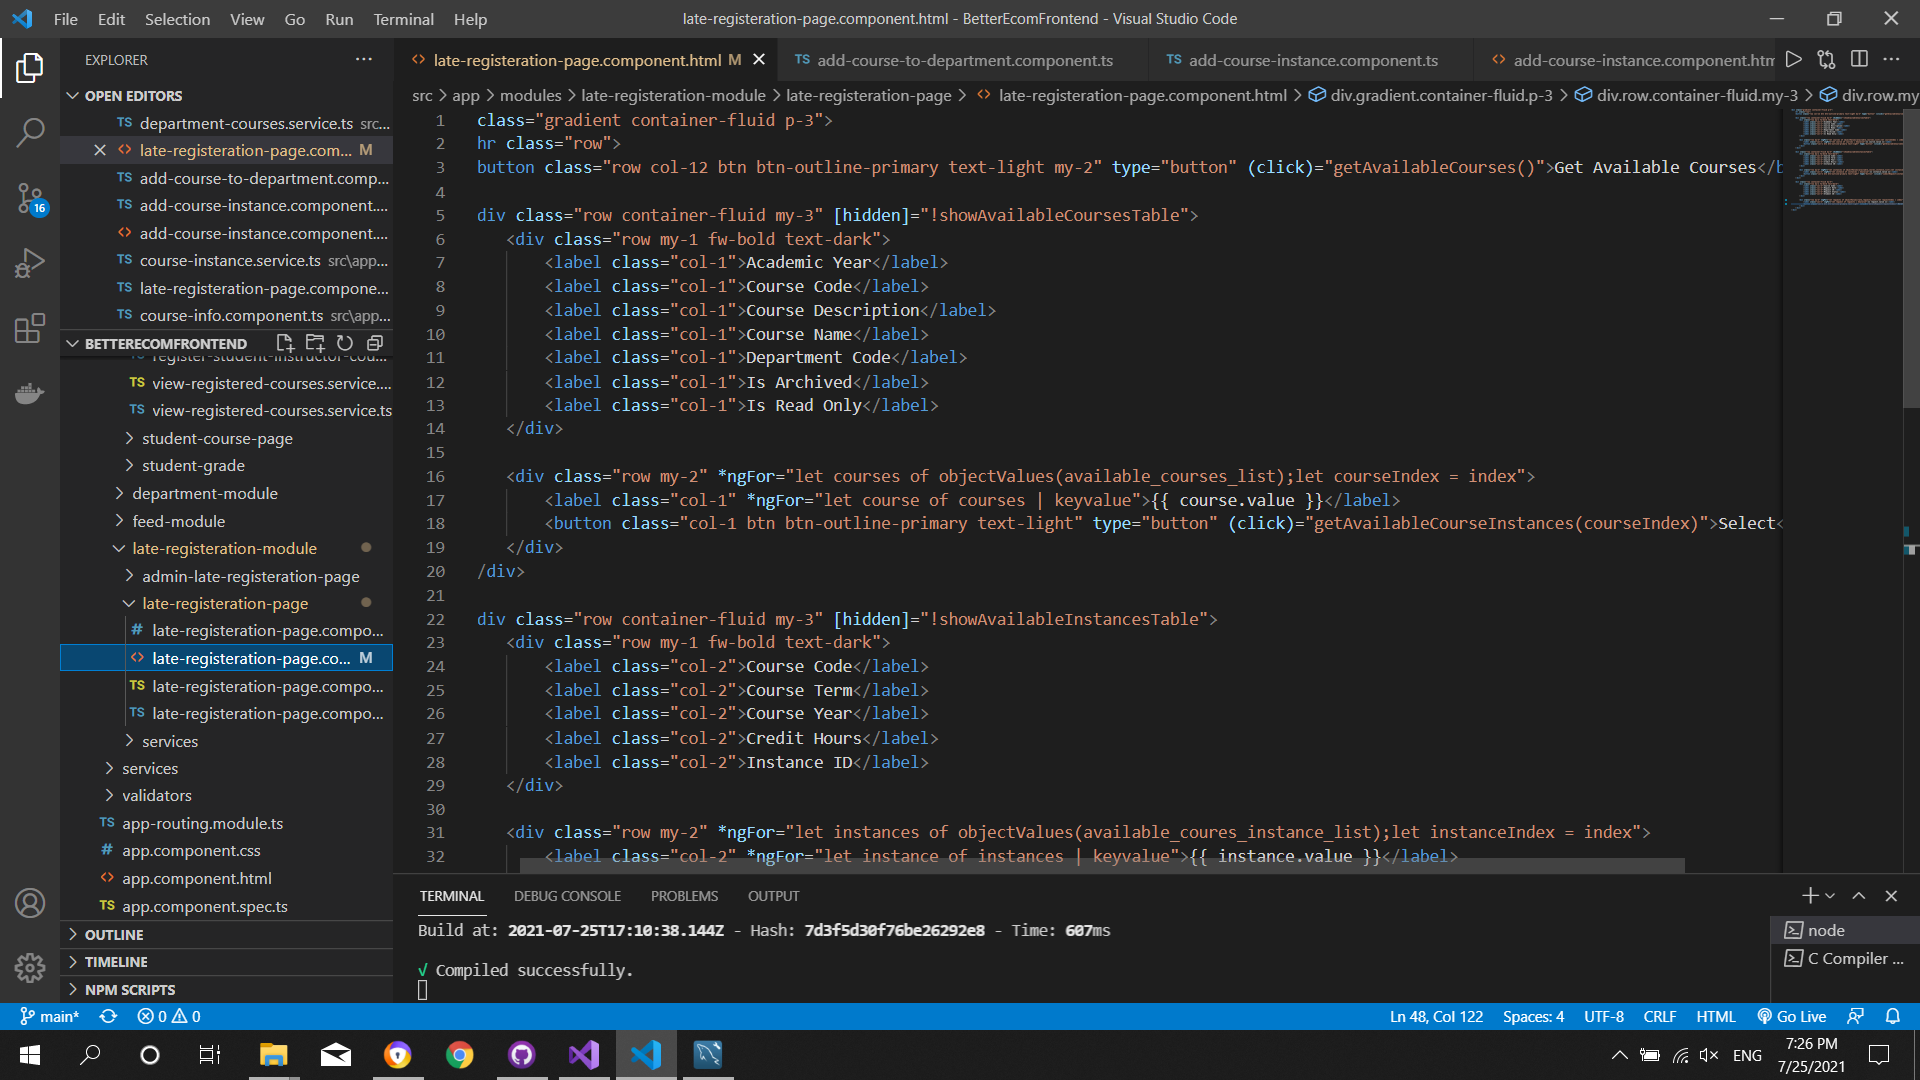 File Edit Selection View Go Run Terminal Help
late-registeration-page.component.html - BetterEcomFrontend - Visual Studio Code
EXPLORER
OPEN EDITORS
TS department-courses.service.ts src...
<> late-registeration-page.com... M
TS add-course-to-department.comp...
TS add-course-instance.component....
<> add-course-instance.component....
TS course-instance.service.ts src\app...
TS late-registeration-page.compone...
TS course-info.component.ts src\app...
BETTERECOMFRONTEND
TS register-student-instructor-cou...
TS view-registered-courses.service....
TS view-registered-courses.service.ts
student-course-page
student-grade
department-module
feed-module
late-registeration-module
admin-late-registeration-page
late-registeration-page
# late-registeration-page.compo...
<> late-registeration-page.co... M
TS late-registeration-page.compo...
TS late-registeration-page.compo...
services
services
validators
TS app-routing.module.ts
# app.component.css
<> app.component.html
TS app.component.spec.ts
OUTLINE
TIMELINE
NPM SCRIPTS
<> late-registeration-page.component.html M
TS add-course-to-department.component.ts
TS add-course-instance.component.ts
<> add-course-instance.component.htm
src > app > modules > late-registeration-module > late-registeration-page > <> late-registeration-page.component.html > div.gradient.container-fluid.p-3 > div.row.container-fluid.my-3 > div.row.my
1 class="gradient container-fluid p-3">
2 hr class="row">
3 button class="row col-12 btn btn-outline-primary text-light my-2" type="button" (click)="getAvailableCourses()">Get Available Courses</b
4
5 div class="row container-fluid my-3" [hidden]="!showAvailableCoursesTable">
6 <div class="row my-1 fw-bold text-dark">
7 <label class="col-1">Academic Year</label>
8 <label class="col-1">Course Code</label>
9 <label class="col-1">Course Description</label>
10 <label class="col-1">Course Name</label>
11 <label class="col-1">Department Code</label>
12 <label class="col-1">Is Archived</label>
13 <label class="col-1">Is Read Only</label>
14 </div>
15
16 <div class="row my-2" *ngFor="let courses of objectValues(available_courses_list);let courseIndex = index">
17 <label class="col-1" *ngFor="let course of courses | keyvalue">{{ course.value }}</label>
18 <button class="col-1 btn btn-outline-primary text-light" type="button" (click)="getAvailableCourseInstances(courseIndex)">Select<
19 </div>
20 /div>
21
22 div class="row container-fluid my-3" [hidden]="!showAvailableInstancesTable">
23 <div class="row my-1 fw-bold text-dark">
24 <label class="col-2">Course Code</label>
25 <label class="col-2">Course Term</label>
26 <label class="col-2">Course Year</label>
27 <label class="col-2">Credit Hours</label>
28 <label class="col-2">Instance ID</label>
29 </div>
30
31 <div class="row my-2" *ngFor="let instances of objectValues(available_coures_instance_list);let instanceIndex = index">
32 <label class="col-2" *ngFor="let instance of instances | keyvalue">{{ instance.value }}</label>
TERMINAL DEBUG CONSOLE PROBLEMS OUTPUT
Build at: 2021-07-25T17:10:38.144Z - Hash: 7d3f5d30f76be26292e8 - Time: 607ms
√ Compiled successfully.
node
C Compiler ...
16
main* 0 0
Ln 48, Col 122 Spaces: 4 UTF-8 CRLF HTML Go Live
ENG
7:26 PM
7/25/2021